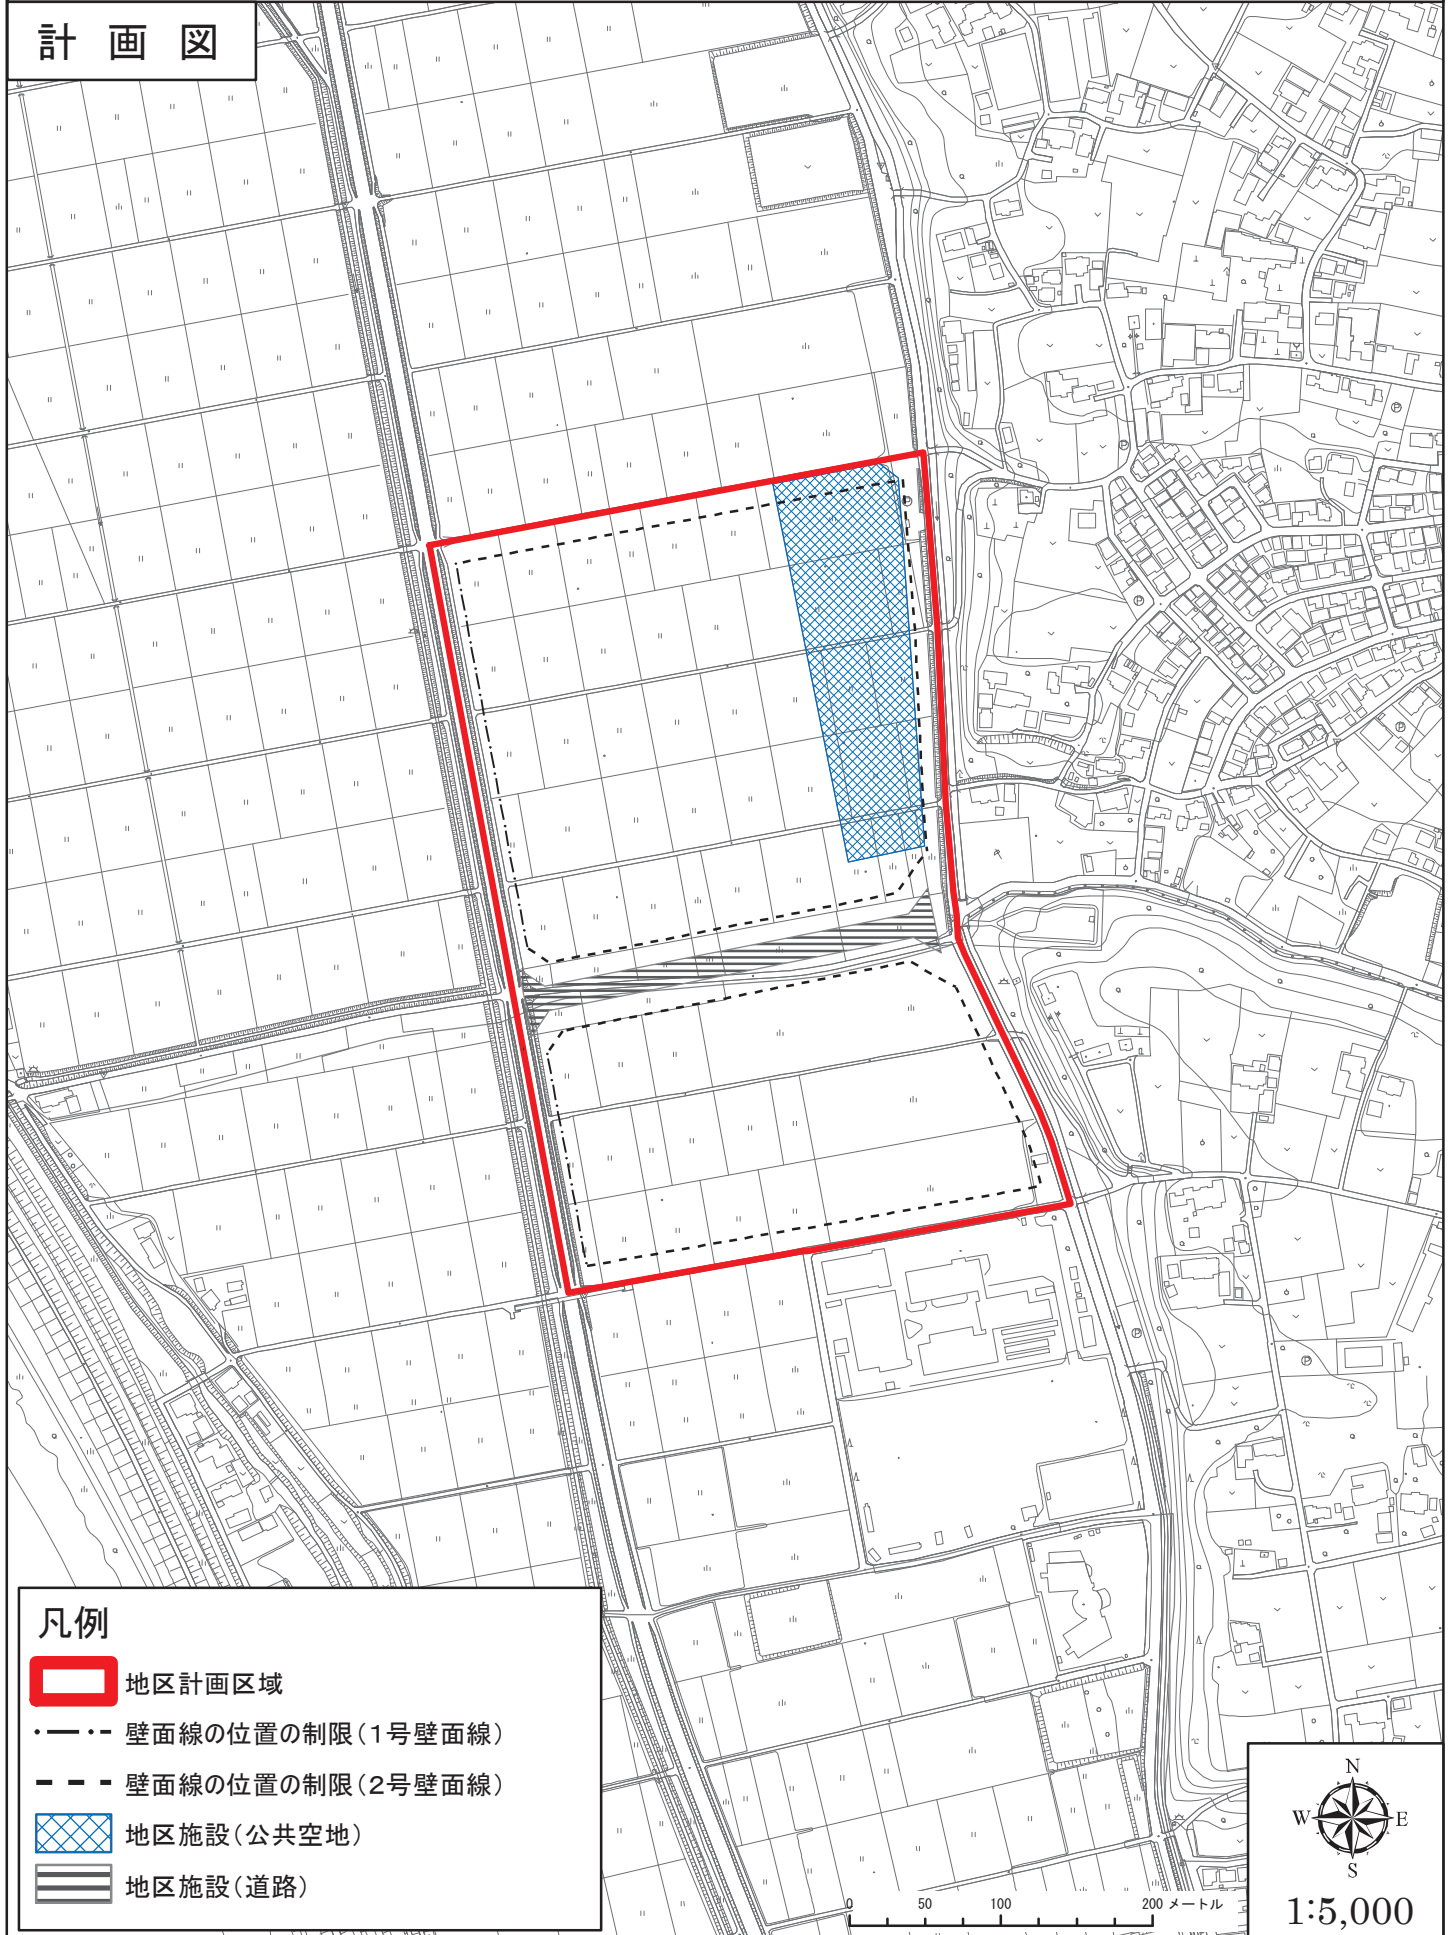 計画図
凡例
地区計画区域
壁面線の位置の制限(1号壁面線)
壁面線の位置の制限(2号壁面線)
地区施設(公共空地)
地区施設(道路)
0 50 100 200 メートル
N
W E
S
1:5,000